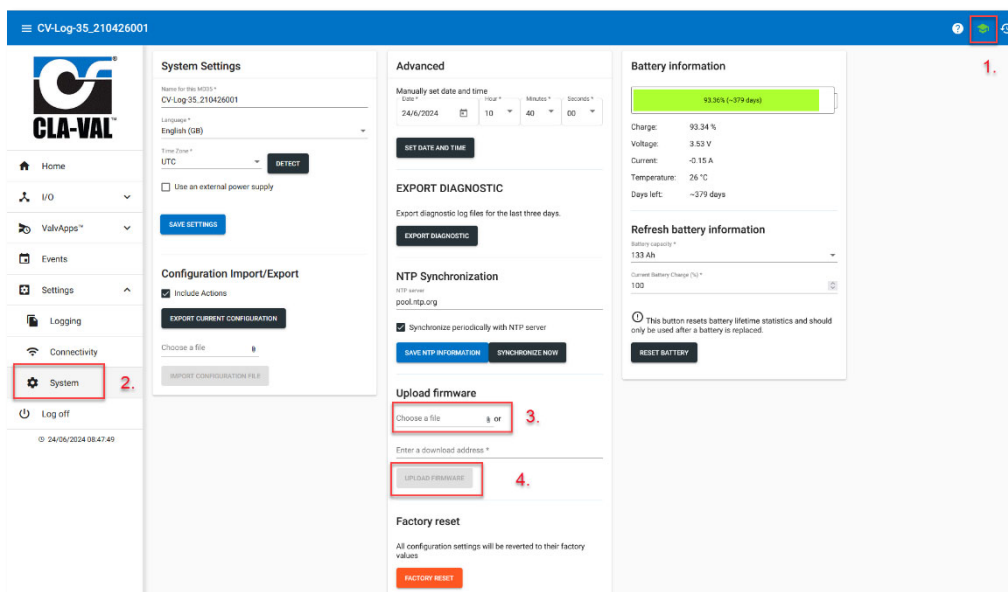 CV-Log-35_210426001
1.
CLA-VAL™
Home
I/O
ValvApps™
Events
Settings
Logging
Connectivity
System
2.
Log off
24/06/2024 08:47:49
System Settings
Name for this MOSS *
CV-Log-35_210426001
Language *
English (GB)
Time Zone *
UTC
DETECT
Use an external power supply
SAVE SETTINGS
Configuration Import/Export
Include Actions
EXPORT CURRENT CONFIGURATION
Choose a file
IMPORT CONFIGURATION FILE
Advanced
Manually set date and time
Date * Hour * Minutes * Seconds *
24/6/2024 10 40 00
SET DATE AND TIME
EXPORT DIAGNOSTIC
Export diagnostic log files for the last three days.
EXPORT DIAGNOSTIC
NTP Synchronization
NTP server
pool.ntp.org
Synchronize periodically with NTP server
SAVE NTP INFORMATION SYNCHRONIZE NOW
Upload firmware
Choose a file or 3.
Enter a download address *
UPLOAD FIRMWARE 4.
Factory reset
All configuration settings will be reverted to their factory
values
FACTORY RESET
Battery information
93.36% (~379 days)
Charge: 93.34 %
Voltage: 3.53 V
Current: -0.15 A
Temperature: 26 °C
Days left: ~379 days
Refresh battery information
Battery capacity *
133 Ah
Current Battery Charge (%) *
100
This button resets battery lifetime statistics and should
only be used after a battery is replaced.
RESET BATTERY